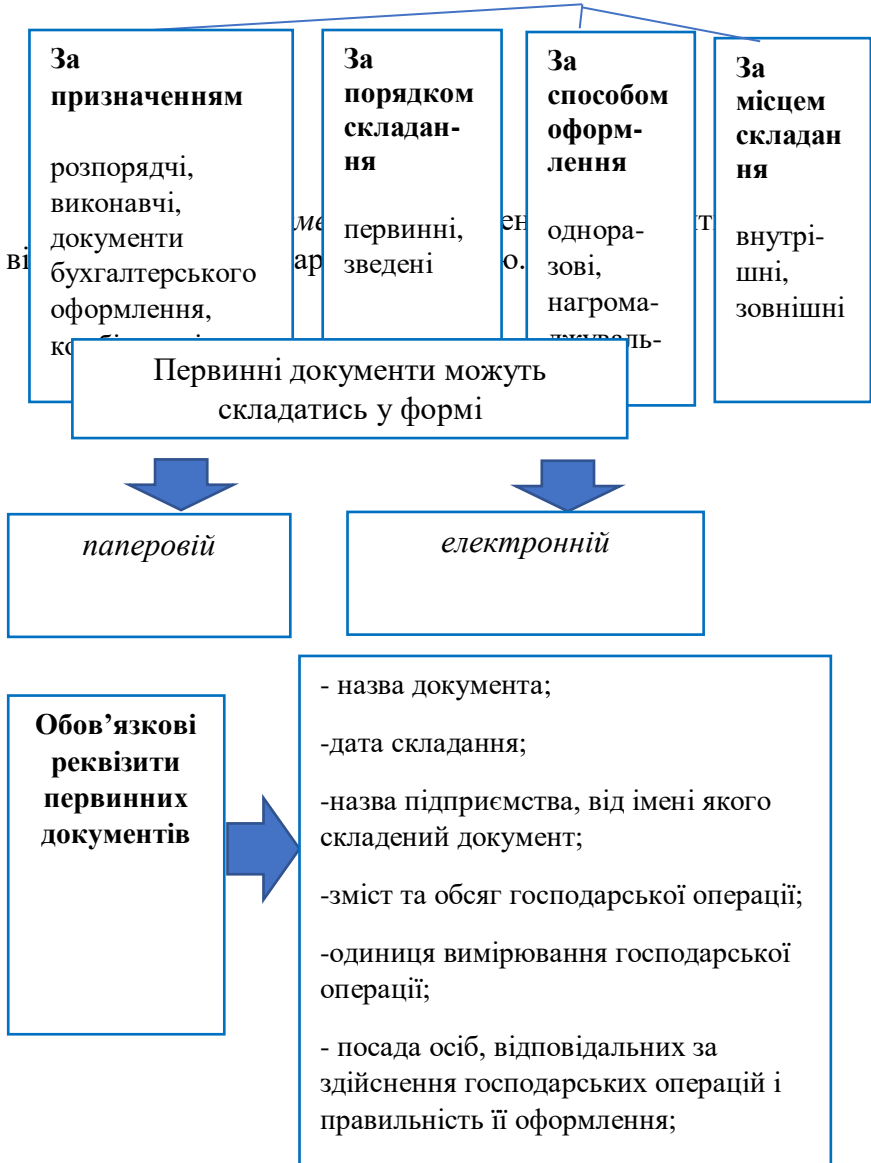 За
призначенням
розпорядчі,
виконавчі,
документи
бухгалтерського
оформлення,
За
порядком
складан-
ня
первинні,
зведені
За
способом
оформ-
лення
однора-
зові,
нагрома-
джуваль-
За
місцем
складан
ня
внутрі-
шні,
зовнішні
Первинні документи можуть
складатись у формі
паперовій
електронній
Обов’язкові
реквізити
первинних
документів
- назва документа;
-дата складання;
-назва підприємства, від імені якого
складений документ;
-зміст та обсяг господарської операції;
-одиниця вимірювання господарської
операції;
- посада осіб, відповідальних за
здійснення господарських операцій і
правильність її оформлення;